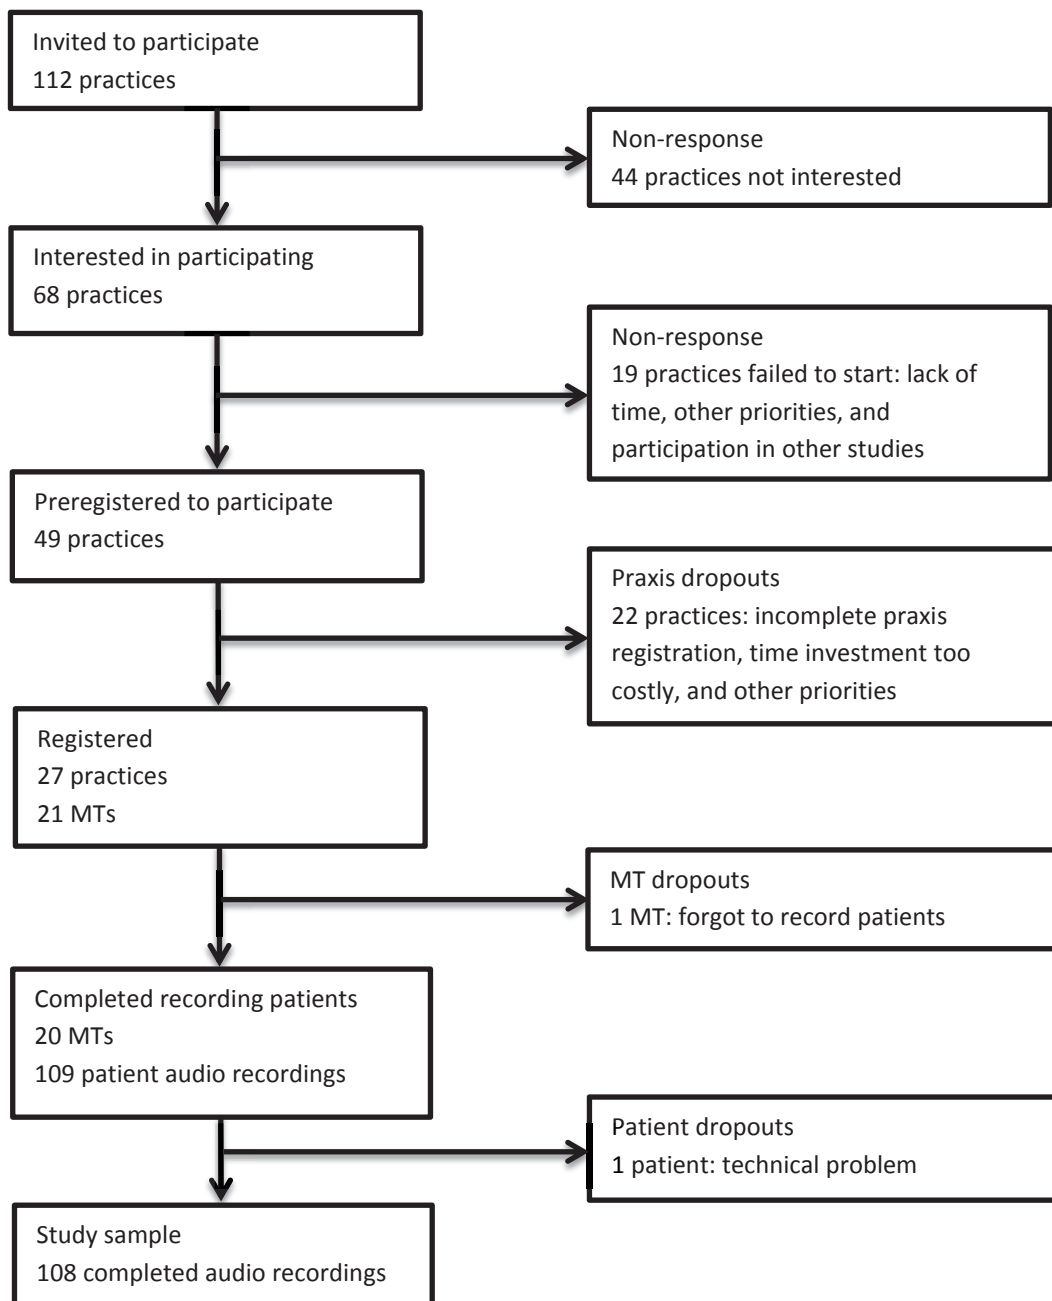 Invited to participate
112 practices
Non-response
44 practices not interested
Interested in participating
68 practices
Non-response
19 practices failed to start: lack of
time, other priorities, and
participation in other studies
Preregistered to participate
49 practices
Praxis dropouts
22 practices: incomplete praxis
registration, time investment too
costly, and other priorities
Registered
27 practices
21 MTs
MT dropouts
1 MT: forgot to record patients
Completed recording patients
20 MTs
109 patient audio recordings
Patient dropouts
1 patient: technical problem
Study sample
108 completed audio recordings